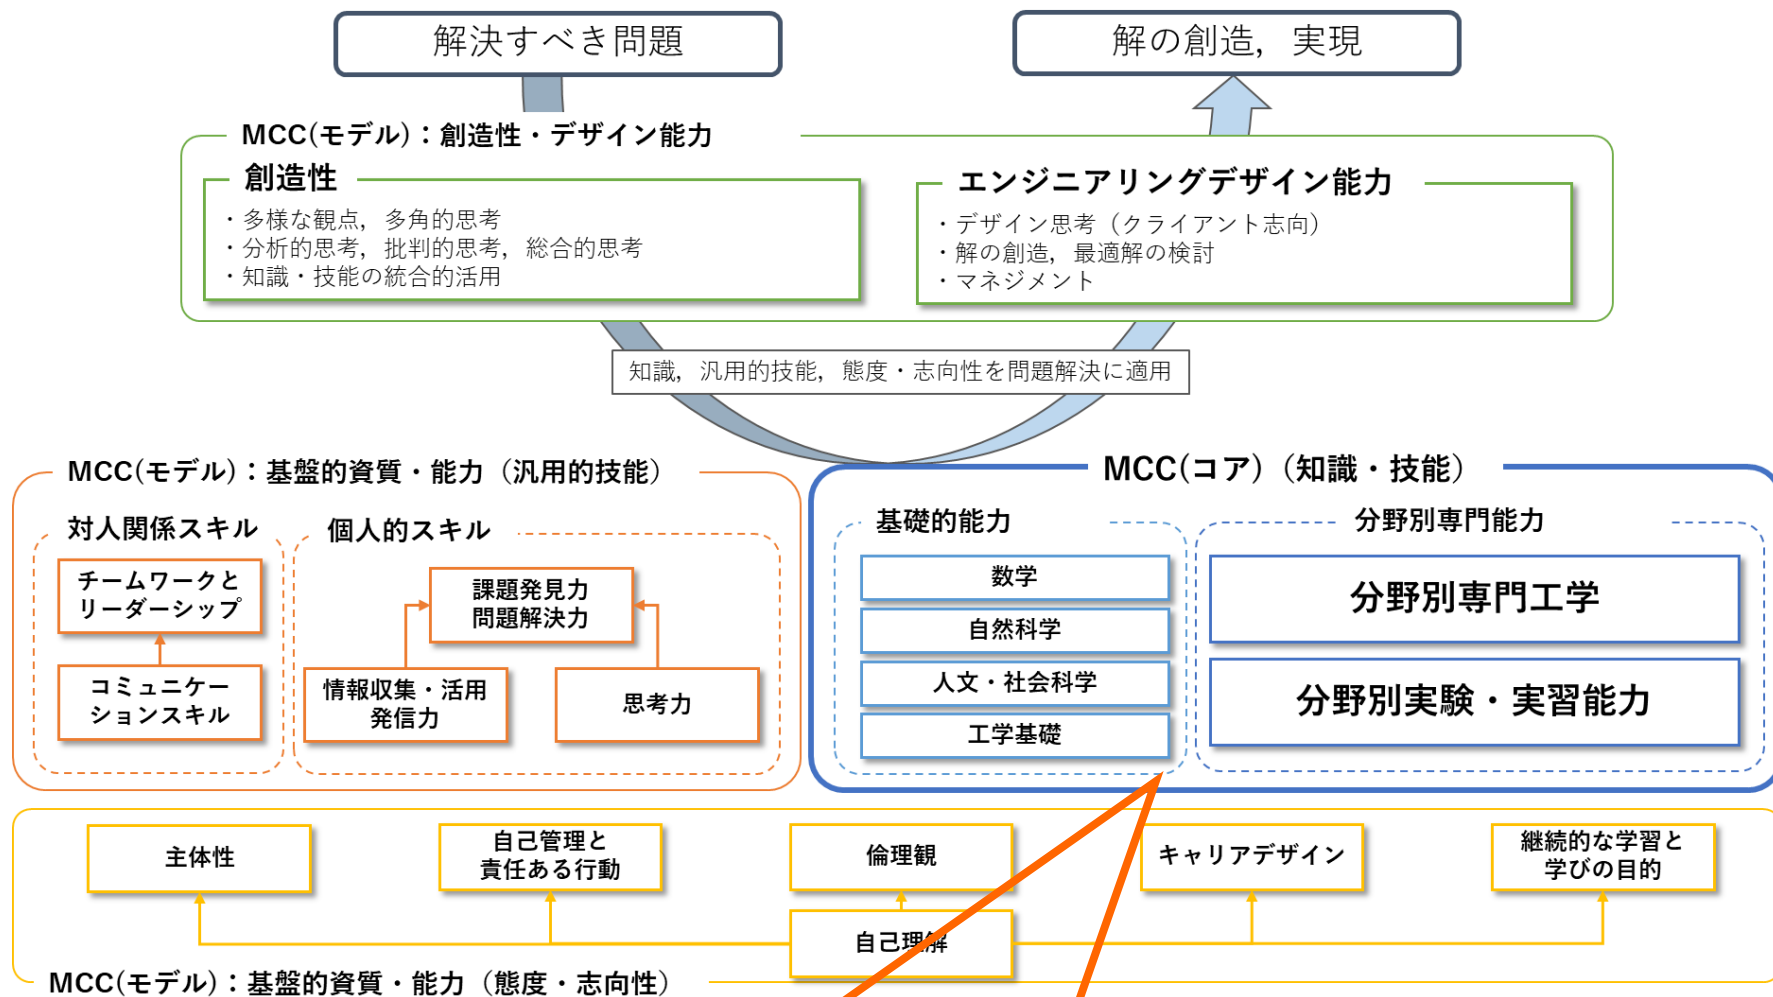 解決すべき問題
解の創造，実現
MCC(モデル)：創造性・デザイン能力
創造性
・多様な観点，多角的思考
・分析的思考，批判的思考，総合的思考
・知識・技能の統合的活用
エンジニアリングデザイン能力
・デザイン思考（クライアント志向）
・解の創造，最適解の検討
・マネジメント
知識，汎用的技能，態度・志向性を問題解決に適用
MCC(モデル)：基盤的資質・能力（汎用的技能）
対人関係スキル
チームワークと
リーダーシップ
コミュニケー
ションスキル
個人的スキル
課題発見力
問題解決力
情報収集・活用
発信力
思考力
MCC(コア)（知識・技能）
基礎的能力
数学
自然科学
人文・社会科学
工学基礎
分野別専門能力
分野別専門工学
分野別実験・実習能力
主体性
自己管理と
責任ある行動
倫理観
キャリアデザイン
継続的な学習と
学びの目的
自己理解
MCC(モデル)：基盤的資質・能力（態度・志向性）